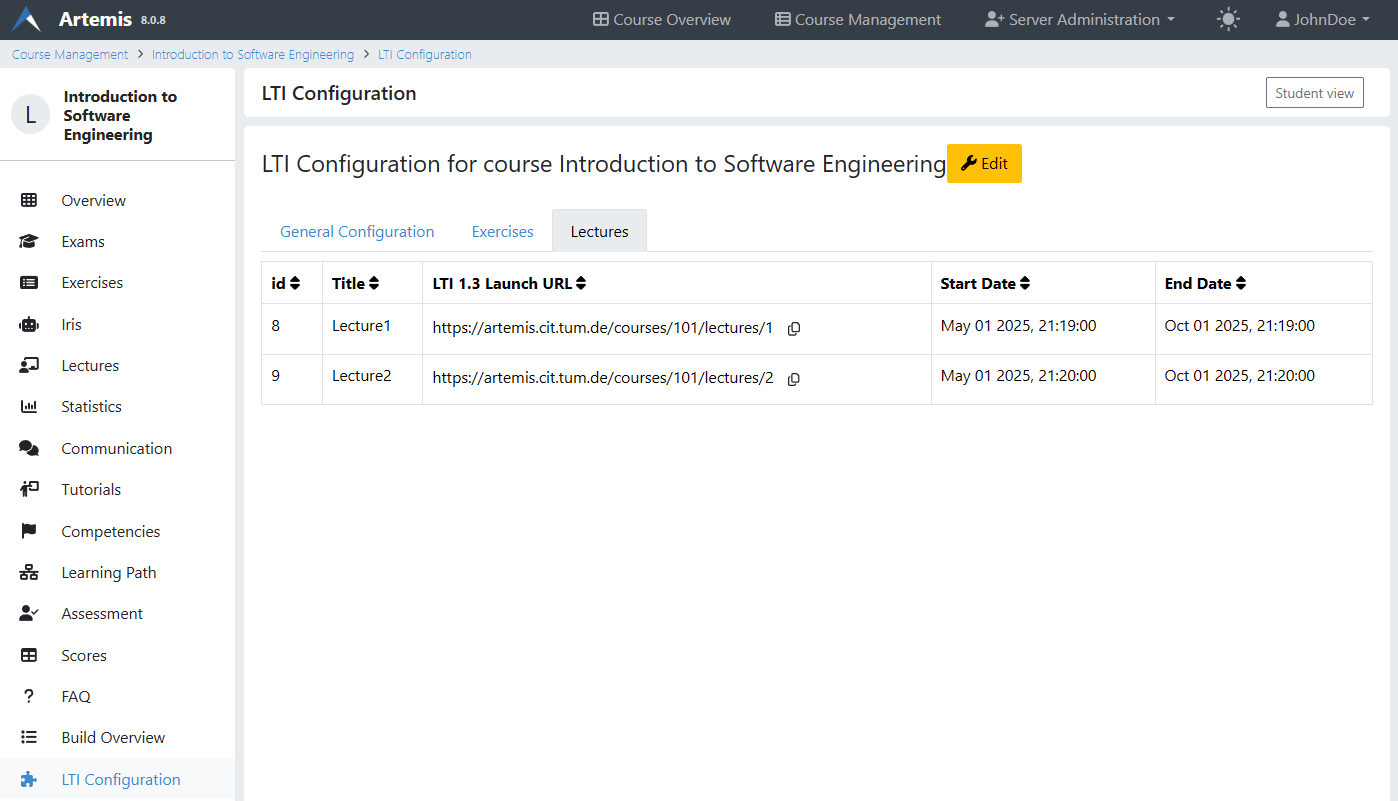 Artemis 8.0.8 Course Overview Course Management Server Administration JohnDoe
Course Management > Introduction to Software Engineering > LTI Configuration
L
Introduction to
Software
Engineering
Overview
Exams
Exercises
Iris
Lectures
Statistics
Communication
Tutorials
Competencies
Learning Path
Assessment
Scores
FAQ
Build Overview
LTI Configuration
LTI Configuration Student view
LTI Configuration for course Introduction to Software Engineering Edit
General Configuration Exercises Lectures
id Title LTI 1.3 Launch URL Start Date End Date
8 Lecture1 https://artemis.cit.tum.de/courses/101/lectures/1 May 01 2025, 21:19:00 Oct 01 2025, 21:19:00
9 Lecture2 https://artemis.cit.tum.de/courses/101/lectures/2 May 01 2025, 21:20:00 Oct 01 2025, 21:20:00